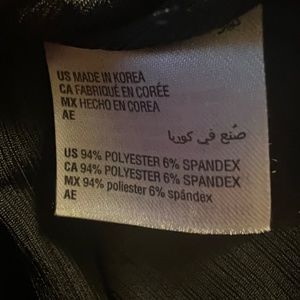 US MADE IN KOREA
CA FABRIQUÉ EN CORÉE
MX HECHO EN COREA
AE
صُنع في كوريا
US 94% POLYESTER 6% SPANDEX
CA 94% POLYESTER 6% SPANDEX
MX 94% poliester 6% spándex
AE